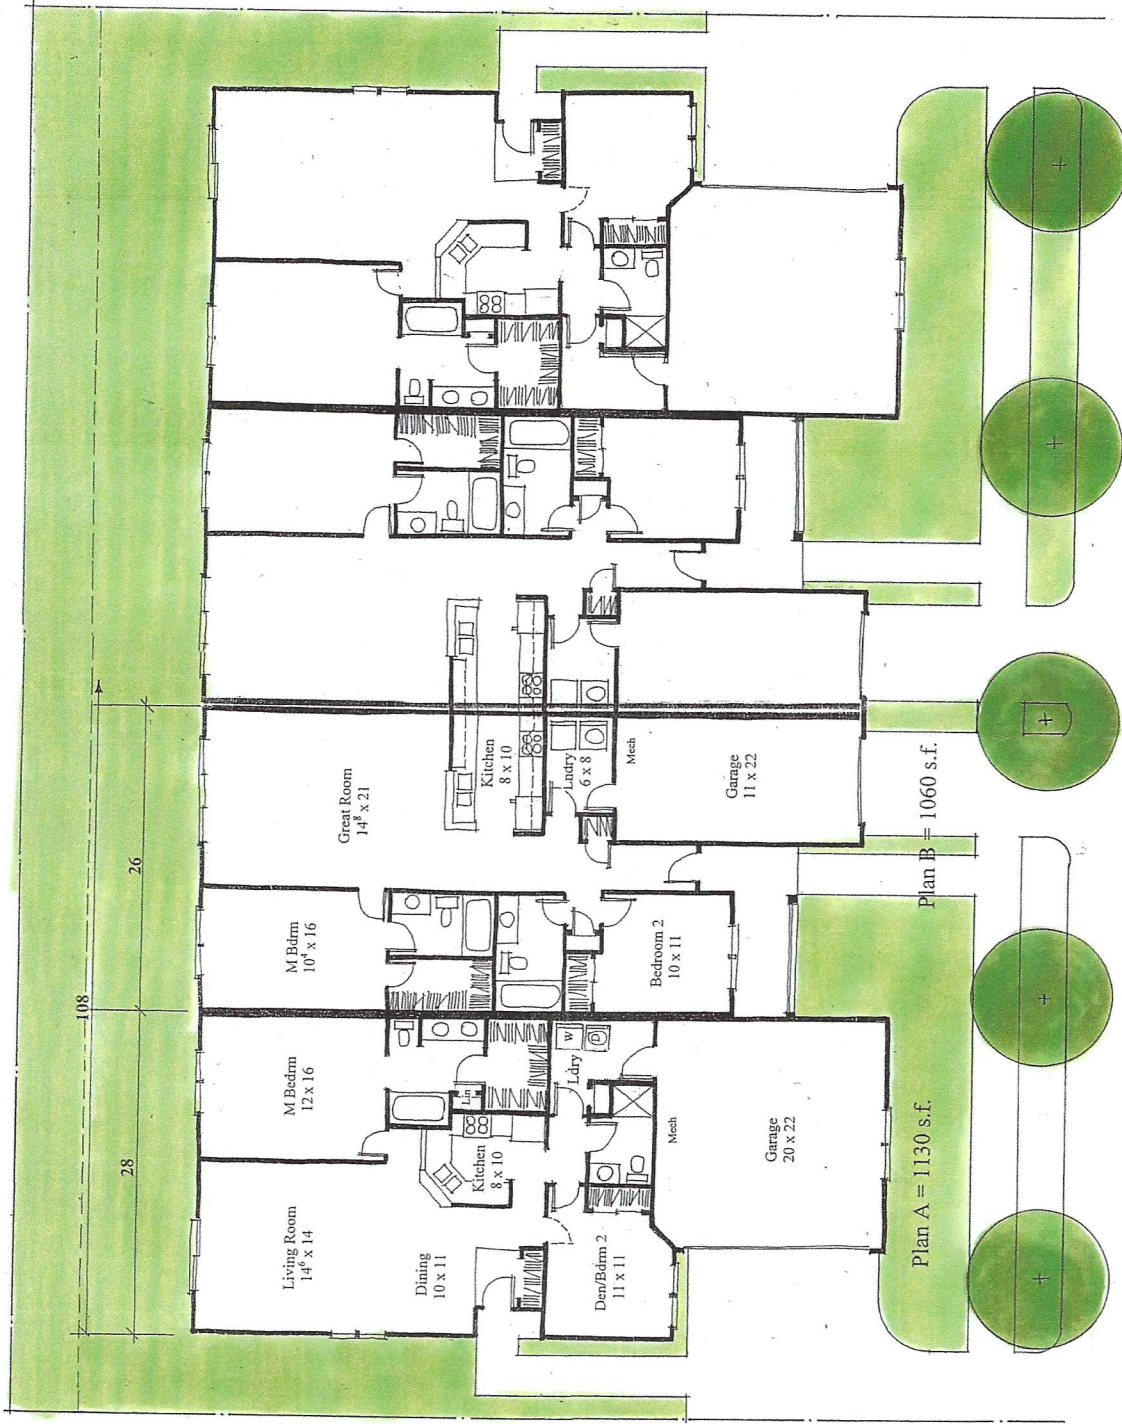 108
28
26
Living Room
14⁶ x 14
M Bedrm
12 x 16
M Bdrm
10⁴ x 16
Great Room
14⁸ x 21
Dining
10 x 11
Kitchen
8 x 10
Lin
Kitchen
8 x 10
Den/Bdrm 2
11 x 11
Ldry
W
D
Bedroom 2
10 x 11
Lndry
6 x 8
Mech
Mech
Garage
20 x 22
Garage
11 x 22
Plan A = 1130 s.f.
Plan B = 1060 s.f.